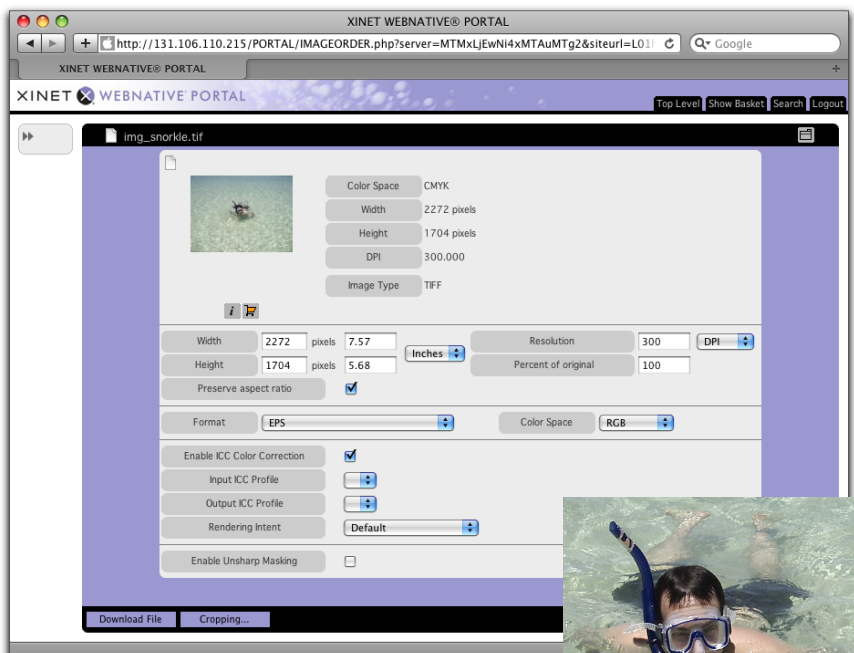 XINET WEBNATIVE® PORTAL
http://131.106.110.215/PORTAL/IMAGEORDER.php?server=MTMxLjEwNi4xMTAuMTg2&siteurl=L01
Google
XINET WEBNATIVE® PORTAL
XINET WEBNATIVE PORTAL
Top Level Show Basket Search Logout
img_snorkle.tif
Color Space CMYK
Width 2272 pixels
Height 1704 pixels
DPI 300.000
Image Type TIFF
i
Width 2272 pixels 7.57 Inches Resolution 300 DPI
Height 1704 pixels 5.68 Percent of original 100
Preserve aspect ratio
Format EPS Color Space RGB
Enable ICC Color Correction
Input ICC Profile
Output ICC Profile
Rendering Intent Default
Enable Unsharp Masking
Download File Cropping...